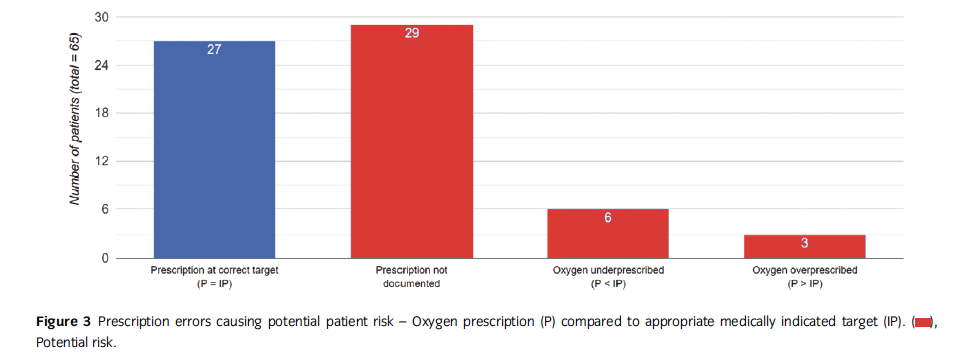 30
24
18
12
6
0
Number of patients (total = 65)
27
29
6
3
Prescription at correct target
(P = IP)
Prescription not
documented
Oxygen underprescribed
(P < IP)
Oxygen overprescribed
(P > IP)
Figure 3 Prescription errors causing potential patient risk – Oxygen prescription (P) compared to appropriate medically indicated target (IP). ( ),
Potential risk.